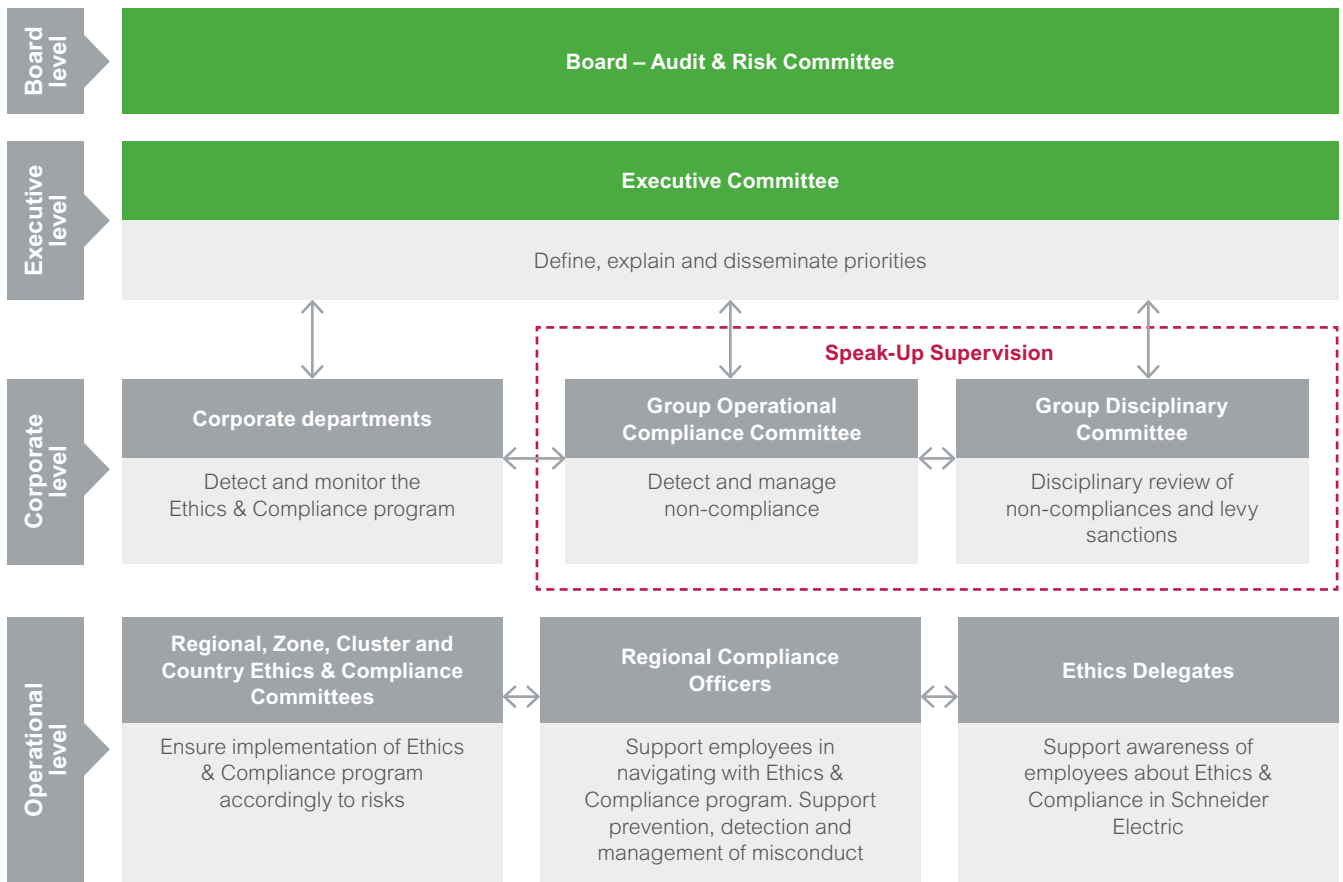 Board
level
Board – Audit & Risk Committee
Executive
level
Executive Committee
Define, explain and disseminate priorities
Speak-Up Supervision
Corporate
level
Corporate departments
Detect and monitor the
Ethics & Compliance program
Group Operational
Compliance Committee
Detect and manage
non-compliance
Group Disciplinary
Committee
Disciplinary review of
non-compliances and levy
sanctions
Operational
level
Regional, Zone, Cluster and
Country Ethics & Compliance
Committees
Ensure implementation of Ethics
& Compliance program
accordingly to risks
Regional Compliance
Officers
Support employees in
navigating with Ethics &
Compliance program. Support
prevention, detection and
management of misconduct
Ethics Delegates
Support awareness of
employees about Ethics &
Compliance in Schneider
Electric